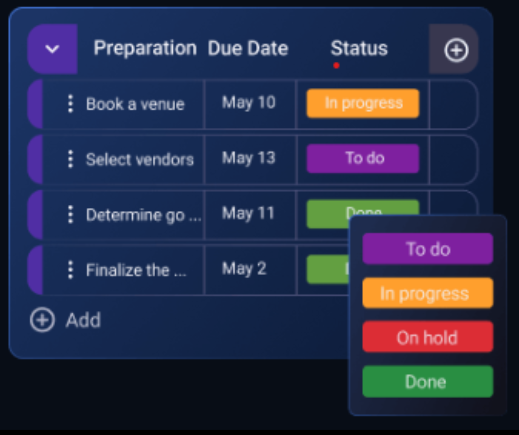 Preparation Due Date Status
Book a venue May 10 In progress
Select vendors May 13 To do
Determine go ... May 11 Done
Finalize the ... May 2
Add
To do
In progress
On hold
Done